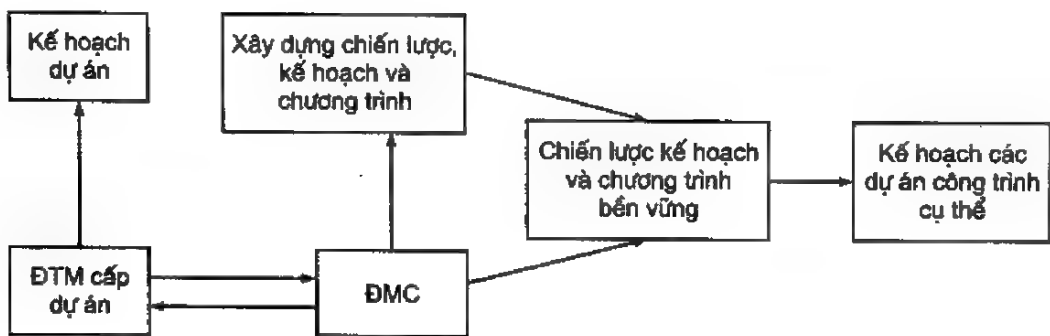 Kế hoạch
dự án
Xây dựng chiến lược,
kế hoạch và
chương trình
Chiến lược kế hoạch
và chương trình
bền vững
Kế hoạch các
dự án công trình
cụ thể
ĐTM cấp
dự án
ĐMC